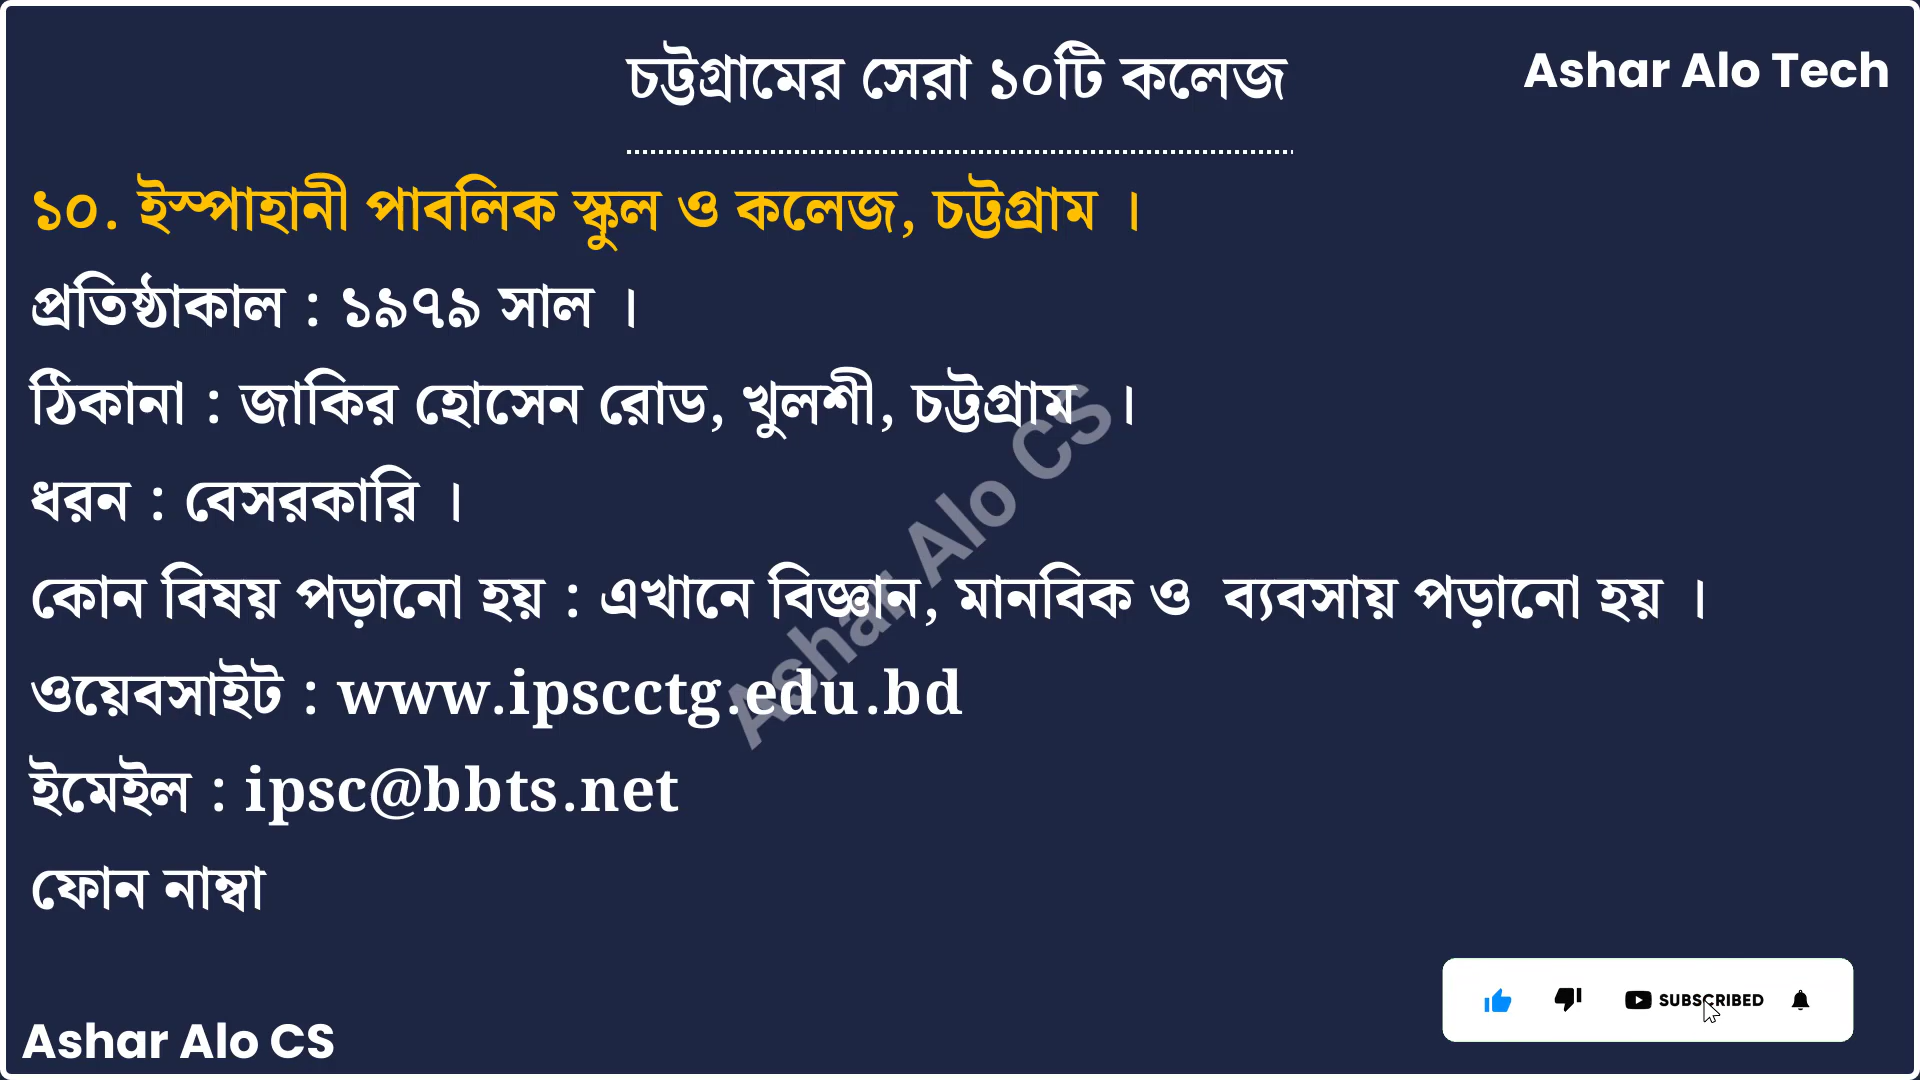 চট্টগ্রামের সেরা ১০টি কলেজ
Ashar Alo Tech
১০. ইস্পাহানী পাবলিক স্কুল ও কলেজ, চট্টগ্রাম ।
প্রতিষ্ঠাকাল : ১৯৭৯ সাল ।
ঠিকানা : জাকির হোসেন রোড, খুলশী, চট্টগ্রাম ।
ধরন : বেসরকারি ।
কোন বিষয় পড়ানো হয় : এখানে বিজ্ঞান, মানবিক ও ব্যবসায় পড়ানো হয় ।
ওয়েবসাইট : www.ipscctg.edu.bd
ইমেইল : ipsc@bbts.net
ফোন নাম্বা
Ashar Alo CS
SUBSCRIBED
Ashar Alo CS